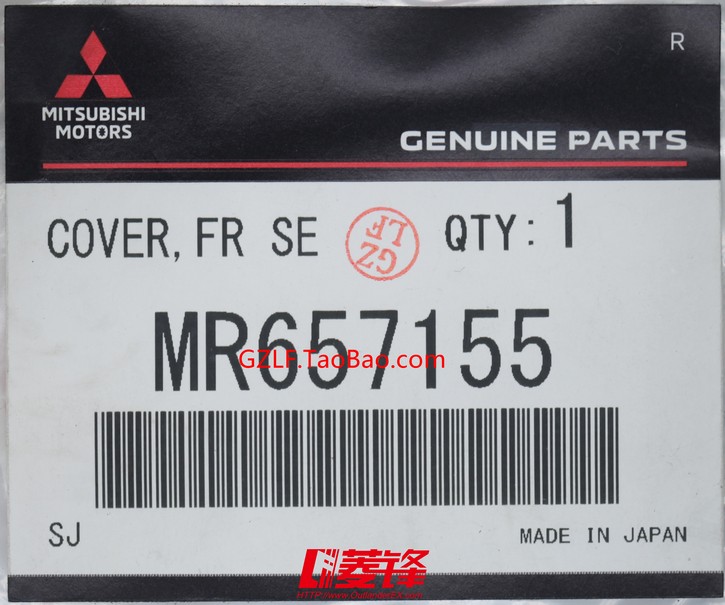 R
MITSUBISHI
MOTORS
GENUINE PARTS
COVER, FR SE
GZ
LF
QTY: 1
MR657155
GZLF.TaoBao.com
SJ
MADE IN JAPAN
菱锋